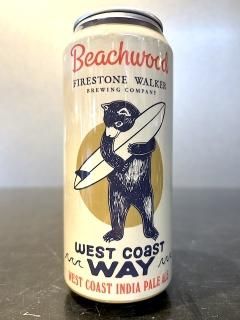 Beachwood
FIRESTONE WALKER
BREWING COMPANY
WEST COAST
WAY
WEST COAST INDIA PALE ALE